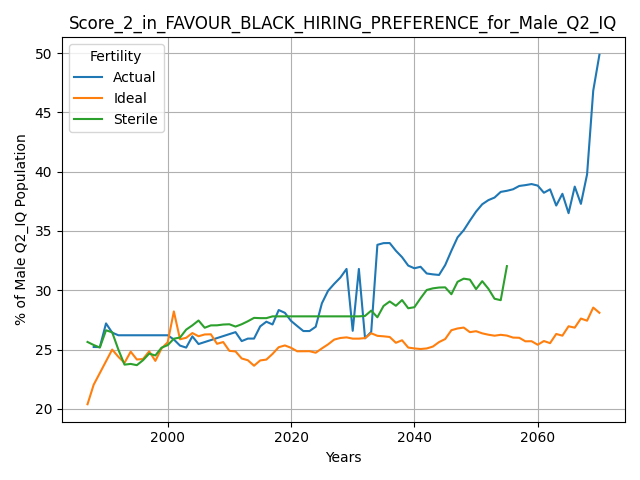 Score_2_in_FAVOUR_BLACK_HIRING_PREFERENCE_for_Male_Q2_IQ
Fertility
Actual
Ideal
Sterile
% of Male Q2_IQ Population
50
45
40
35
30
25
20
2000
2020
2040
2060
Years